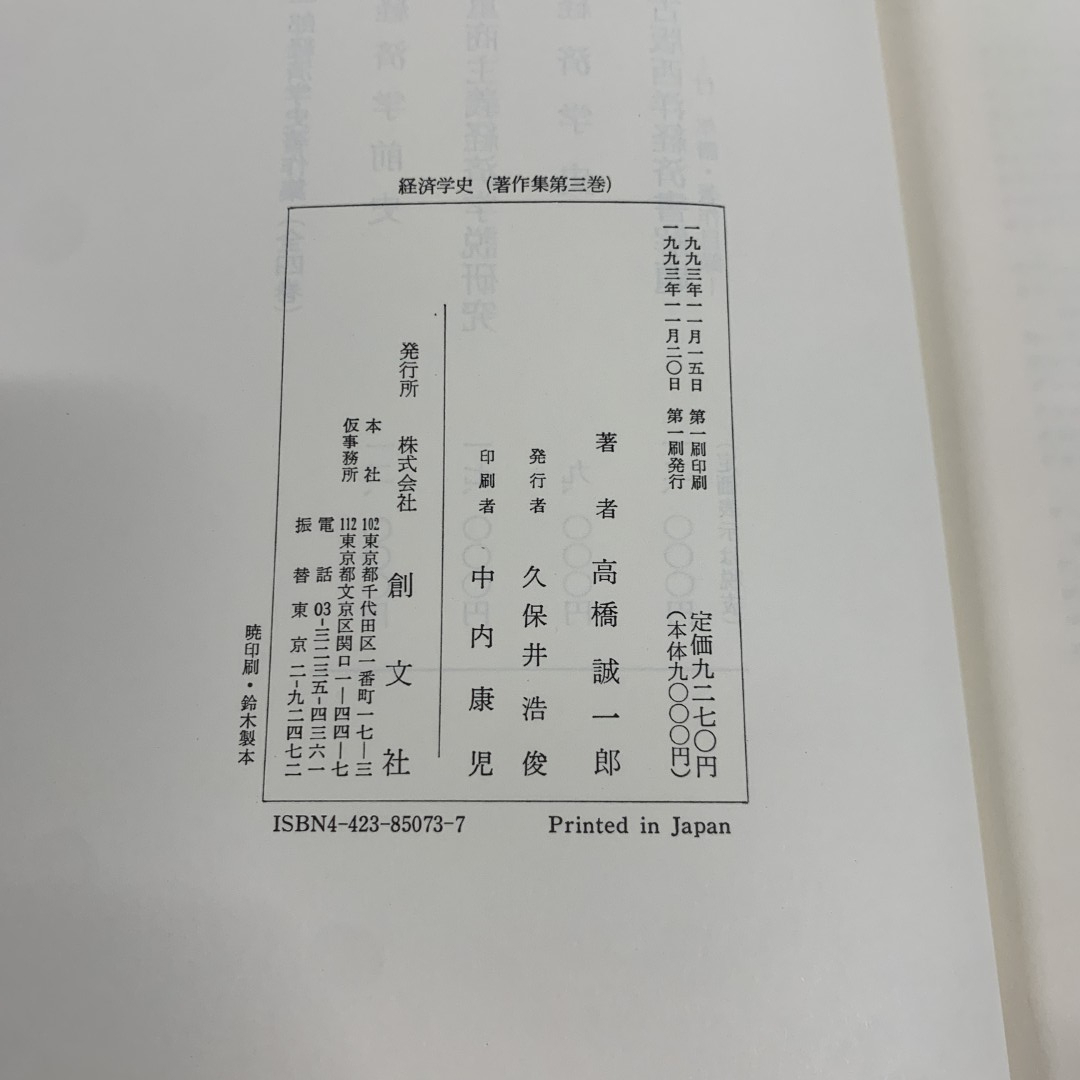 経済学史（著作集第三巻）
一九九三年一一月一五日　第一刷印刷
一九九三年一一月二〇日　第一刷発行
定価九二七〇円
（本体九〇〇〇円）
著者　高橋誠一郎
発行者　久保井浩俊
印刷者　中内康児
発行所　株式会社　創文社
本社　102東京都千代田区一番町一七―三
仮事務所　112東京都文京区関口一―四四―七
電話　03―三二三五―四三六一
振替　東京　二―九二四七二
暁印刷・鈴木製本
ISBN4-423-85073-7
Printed in Japan